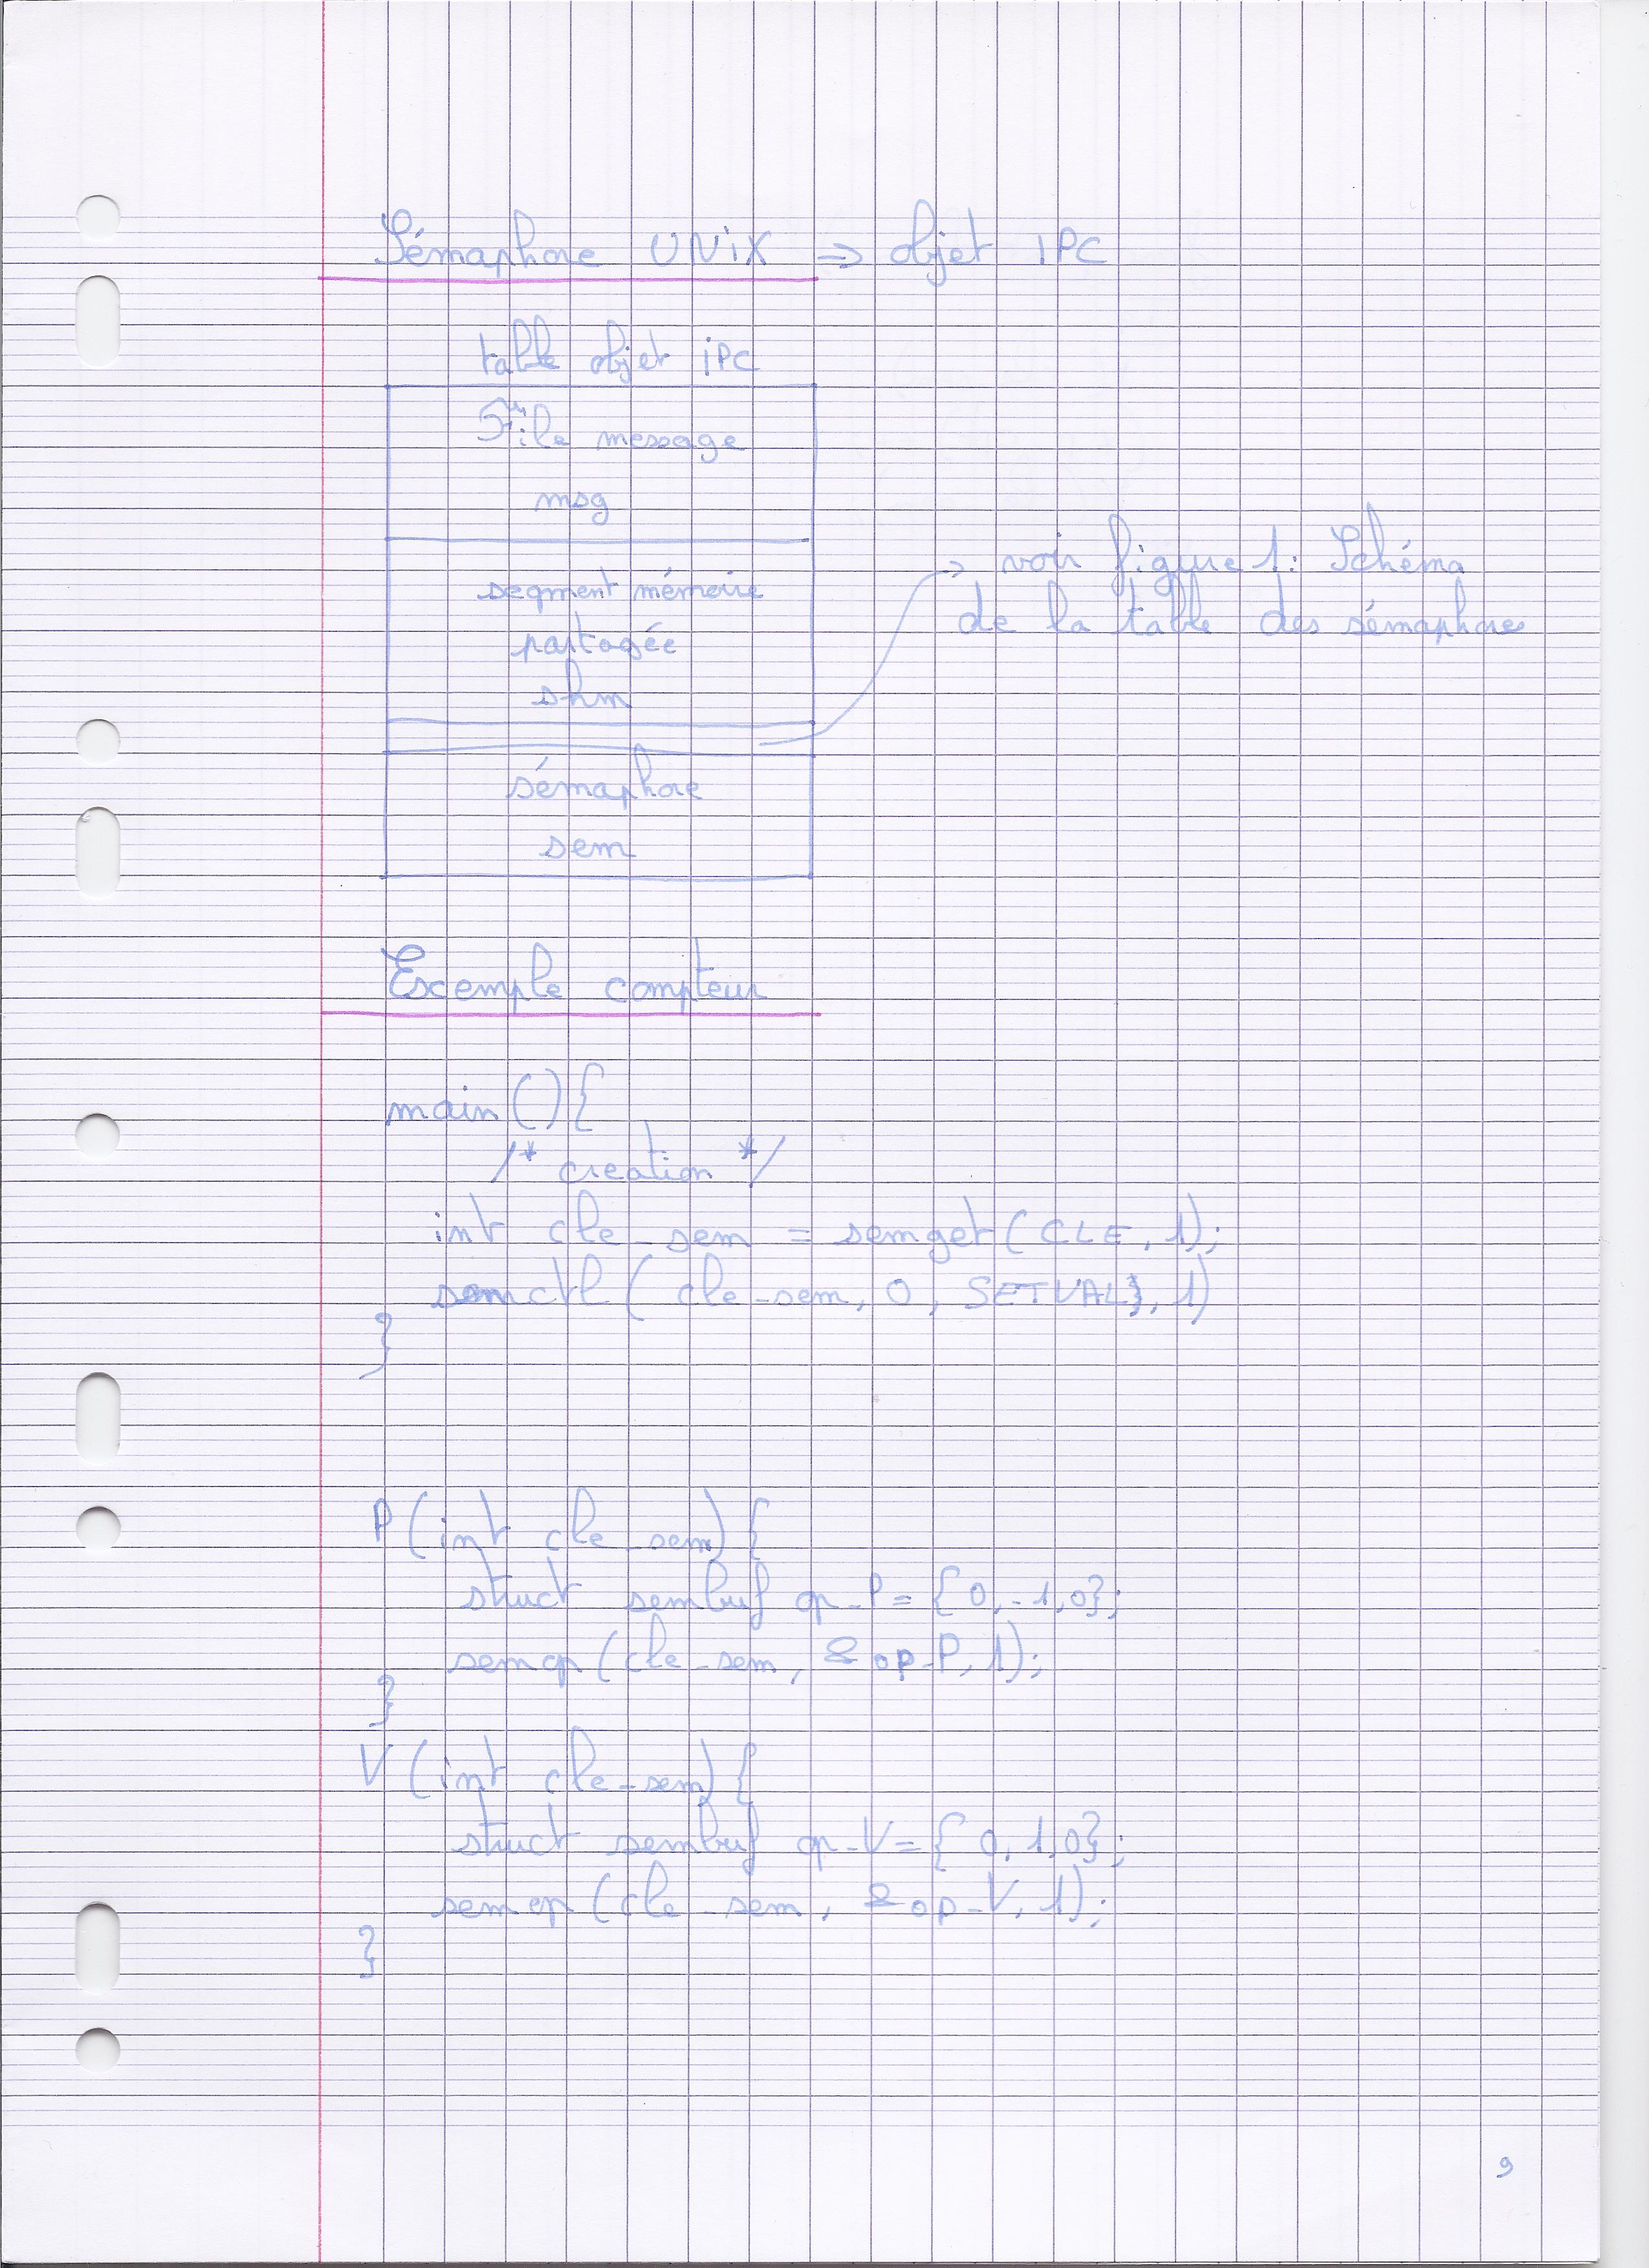 Sémaphore UNiX => objet IPC
table objet iPC
File message
msg
segment mémoire
partagée
shm
-> voir figure 1: Schéma
de la table des sémaphores
sémaphore
sem
Exemple compteur
main(){
/* creation */
int cle_sem = semget(CLE, 1);
semctl(cle_sem, 0, SETVAL, 1)
}
P(int cle_sem){
struct sembuf op_P = {0,-1,0};
semop(cle_sem, &op_P, 1);
}
V(int cle_sem){
struct sembuf op_V = {0,1,0};
semop(cle_sem, &op_V, 1);
}
9